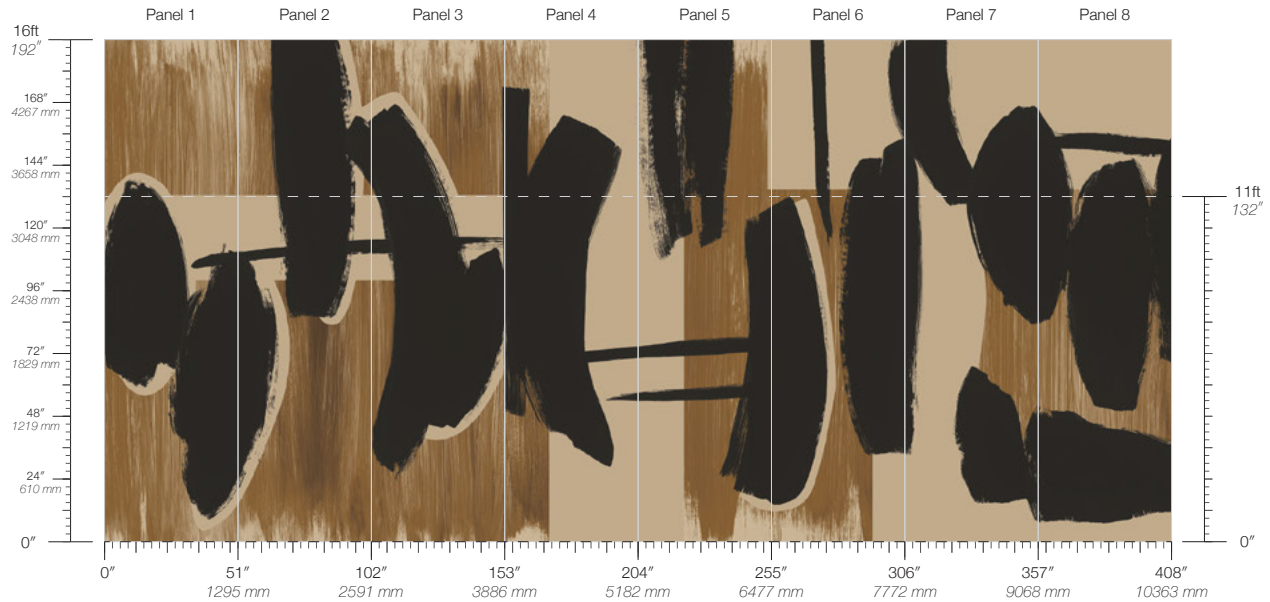 Panel 1 Panel 2 Panel 3 Panel 4 Panel 5 Panel 6 Panel 7 Panel 8
16ft
192″
168″
4267 mm
144″
3658 mm
120″
3048 mm
96″
2438 mm
72″
1829 mm
48″
1219 mm
24″
610 mm
0″
11ft
132″
0″
0″ 51″ 102″ 153″ 204″ 255″ 306″ 357″ 408″
1295 mm 2591 mm 3886 mm 5182 mm 6477 mm 7772 mm 9068 mm 10363 mm